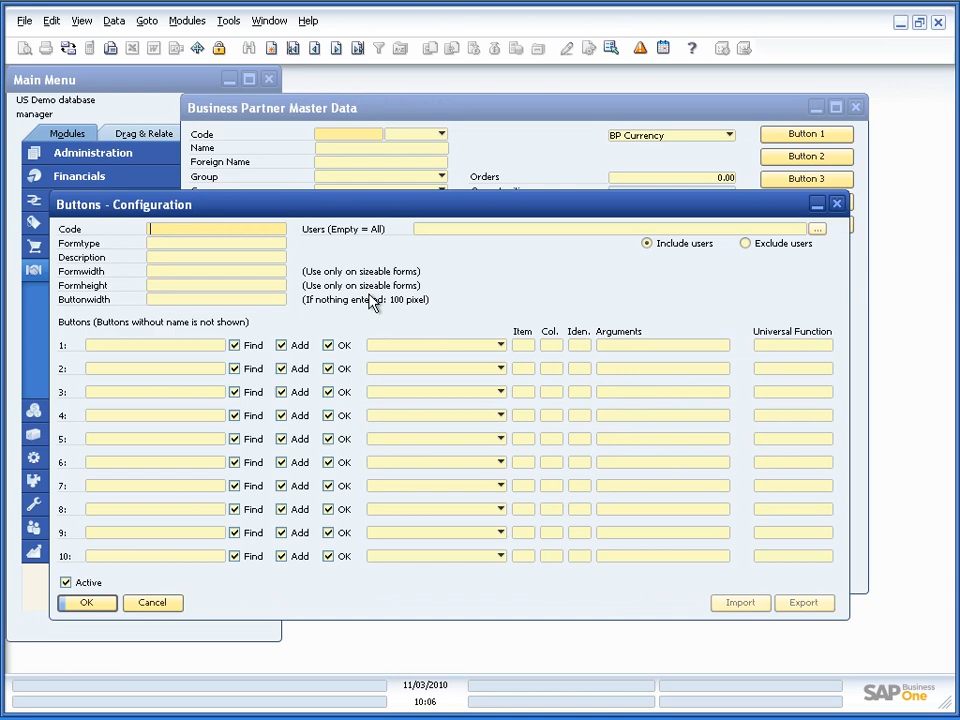 File Edit View Data Goto Modules Tools Window Help
Main Menu
US Demo database
manager
Modules Drag & Relate
Administration
Financials
Business Partner Master Data
Code BP Currency Button 1
Name Button 2
Foreign Name
Group Orders 0.00 Button 3
Buttons - Configuration
Code Users (Empty = All) ...
Formtype Include users Exclude users
Description
Formwidth (Use only on sizeable forms)
Formheight (Use only on sizeable forms)
Buttonwidth (If nothing entered: 100 pixel)
Buttons (Buttons without name is not shown)
Item Col. Iden. Arguments Universal Function
1: Find Add OK
2: Find Add OK
3: Find Add OK
4: Find Add OK
5: Find Add OK
6: Find Add OK
7: Find Add OK
8: Find Add OK
9: Find Add OK
10: Find Add OK
Active
OK Cancel Import Export
11/03/2010
10:06
SAP Business One